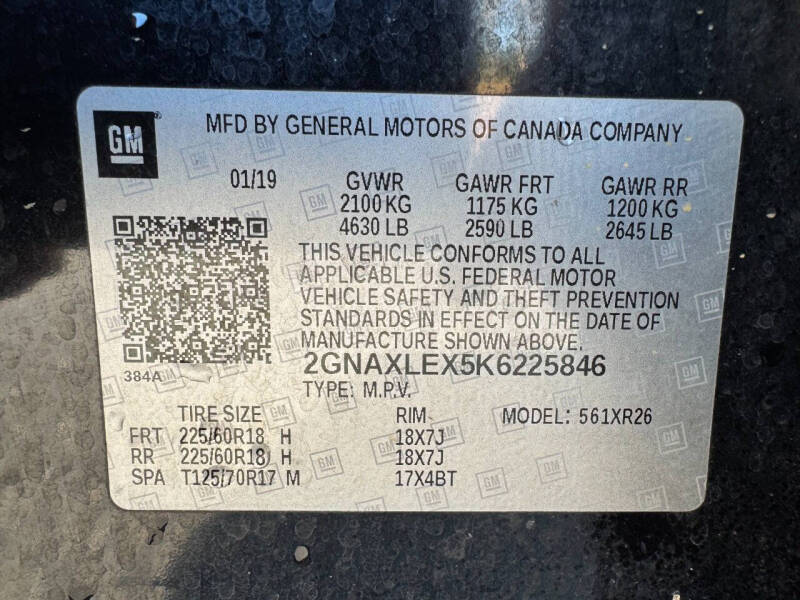 GM MFD BY GENERAL MOTORS OF CANADA COMPANY
01/19 GVWR GAWR FRT GAWR RR
2100 KG 1175 KG 1200 KG
4630 LB 2590 LB 2645 LB
THIS VEHICLE CONFORMS TO ALL
APPLICABLE U.S. FEDERAL MOTOR
VEHICLE SAFETY AND THEFT PREVENTION
STANDARDS IN EFFECT ON THE DATE OF
MANUFACTURE SHOWN ABOVE.
384A 2GNAXLEX5K6225846
TYPE: M.P.V.
TIRE SIZE RIM MODEL: 561XR26
FRT 225/60R18 H 18X7J
RR 225/60R18 H 18X7J
SPA T125/70R17 M 17X4BT